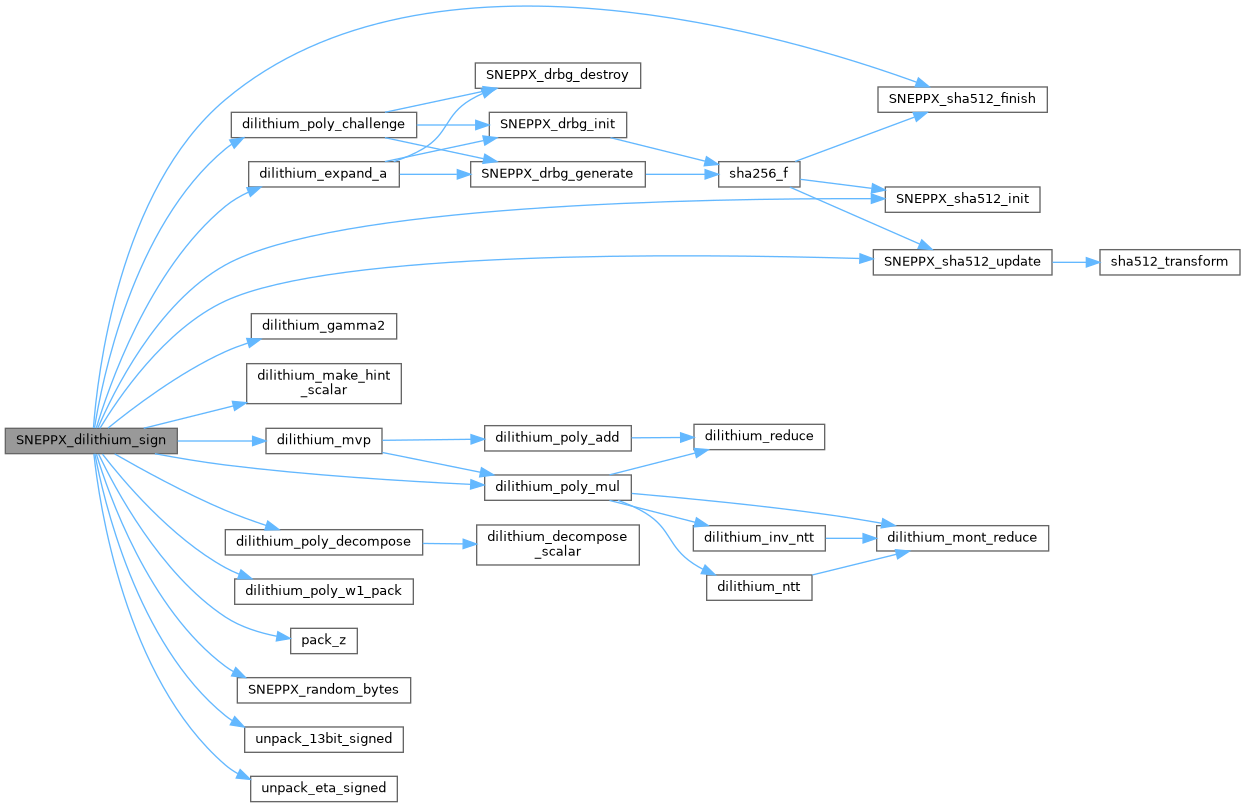 SNEPPX_drbg_destroy
SNEPPX_sha512_finish
dilithium_poly_challenge
SNEPPX_drbg_init
dilithium_expand_a
SNEPPX_drbg_generate
sha256_f
SNEPPX_sha512_init
SNEPPX_sha512_update
sha512_transform
dilithium_gamma2
dilithium_make_hint
_scalar
SNEPPX_dilithium_sign
dilithium_mvp
dilithium_poly_add
dilithium_reduce
dilithium_poly_mul
dilithium_poly_decompose
dilithium_decompose
_scalar
dilithium_inv_ntt
dilithium_mont_reduce
dilithium_ntt
dilithium_poly_w1_pack
pack_z
SNEPPX_random_bytes
unpack_13bit_signed
unpack_eta_signed